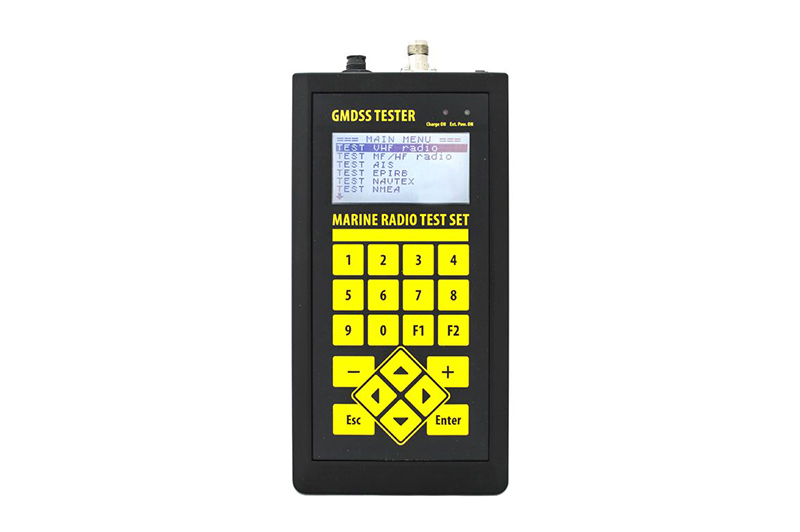 GMDSS TESTER
Charge ON Ext. Pow. ON
=== MAIN MENU ===
TEST VHF radio
TEST MF/HF radio
TEST AIS
TEST EPIRB
TEST NAVTEX
TEST NMEA
MARINE RADIO TEST SET
1 2 3 4
5 6 7 8
9 0 F1 F2
− +
Esc Enter